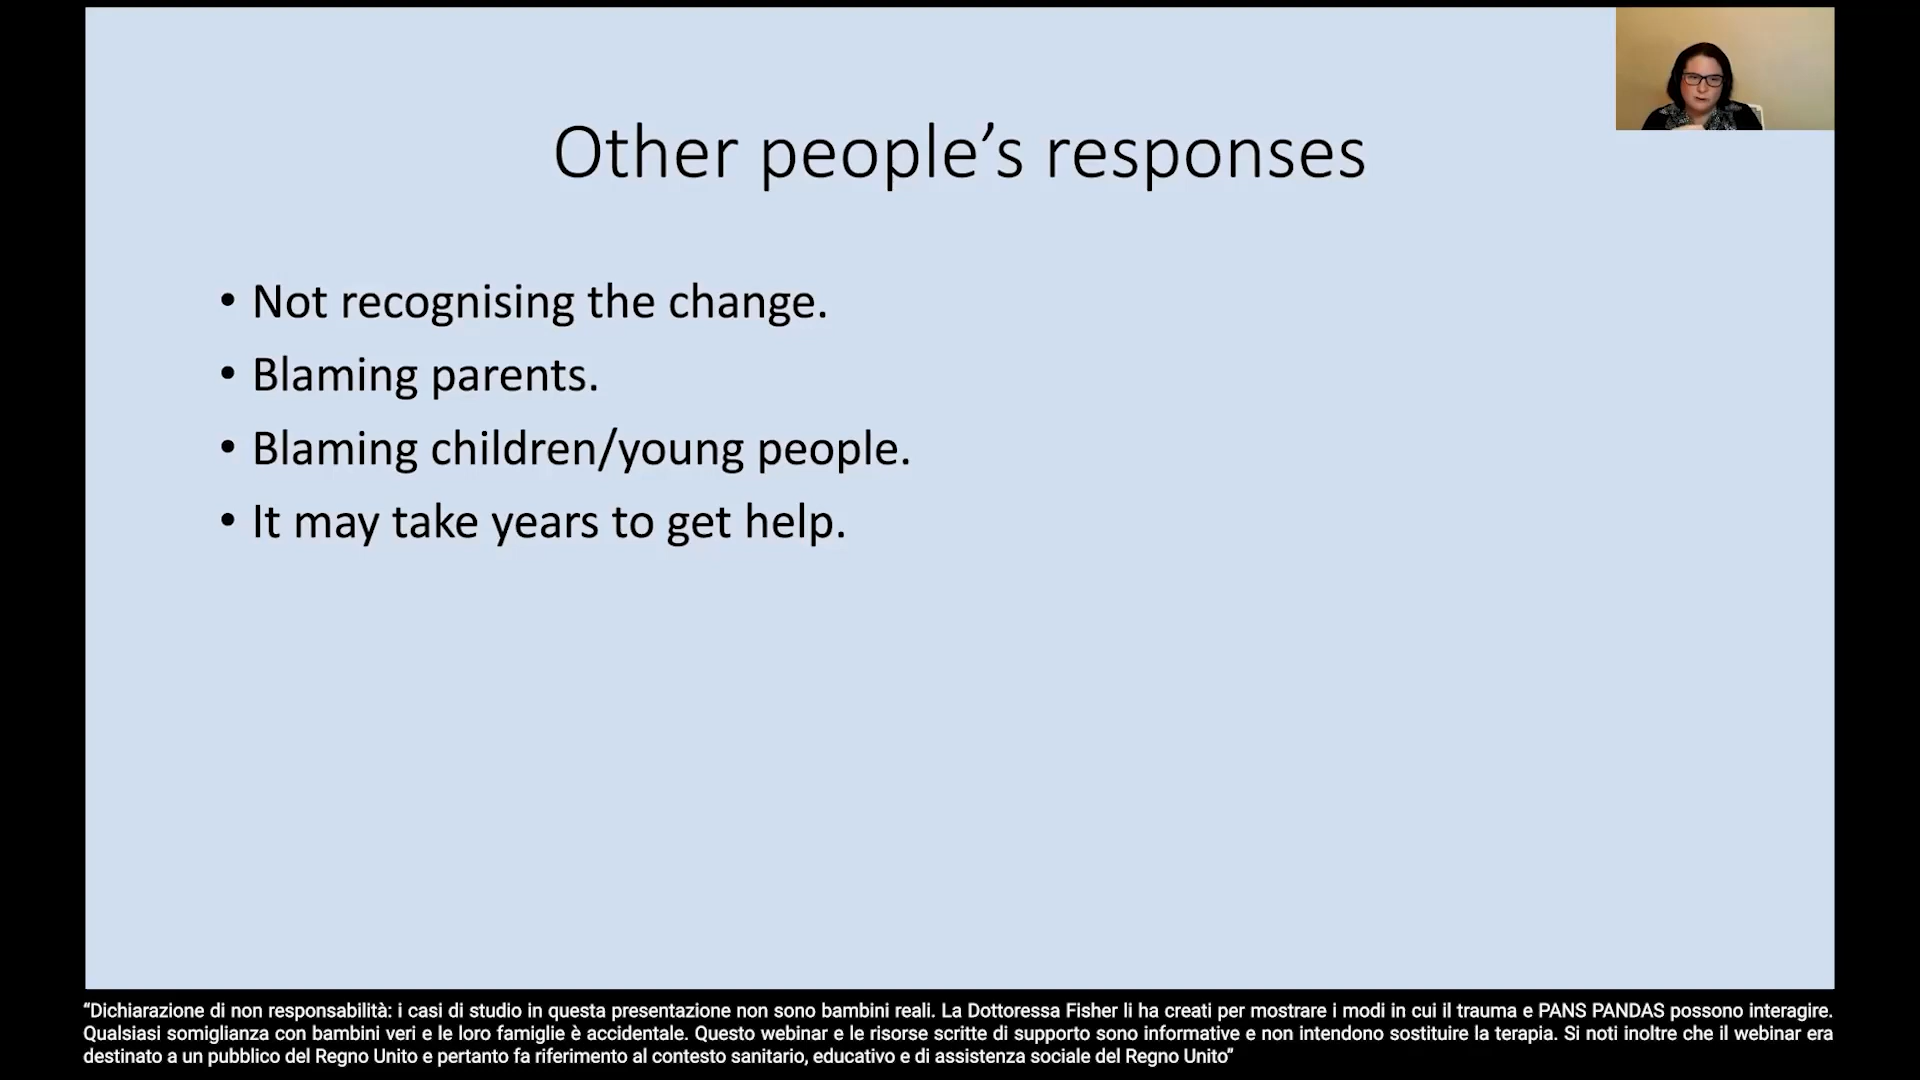 Other people’s responses
• Not recognising the change.
• Blaming parents.
• Blaming children/young people.
• It may take years to get help.
“Dichiarazione di non responsabilità: i casi di studio in questa presentazione non sono bambini reali. La Dottoressa Fisher li ha creati per mostrare i modi in cui il trauma e PANS PANDAS possono interagire.
Qualsiasi somiglianza con bambini veri e le loro famiglie è accidentale. Questo webinar e le risorse scritte di supporto sono informative e non intendono sostituire la terapia. Si noti inoltre che il webinar era
destinato a un pubblico del Regno Unito e pertanto fa riferimento al contesto sanitario, educativo e di assistenza sociale del Regno Unito”